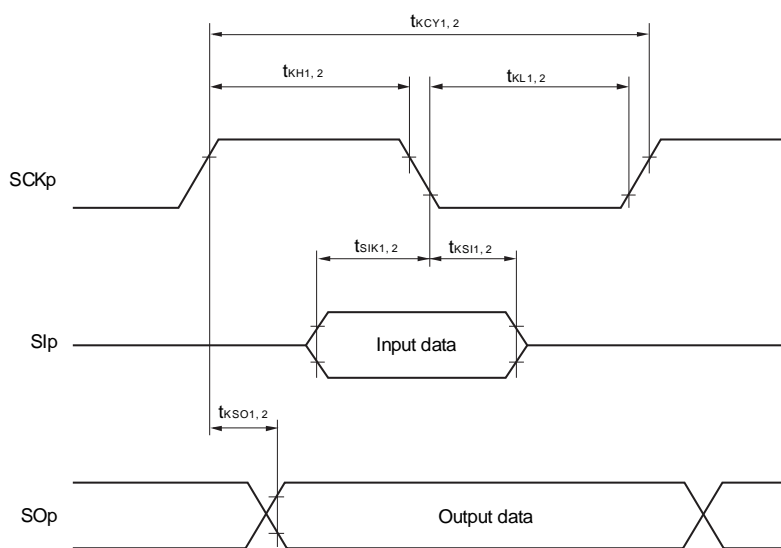 tKCY1, 2
tKH1, 2
tKL1, 2
SCKp
tSIK1, 2
tKSI1, 2
SIp
Input data
tKSO1, 2
SOp
Output data